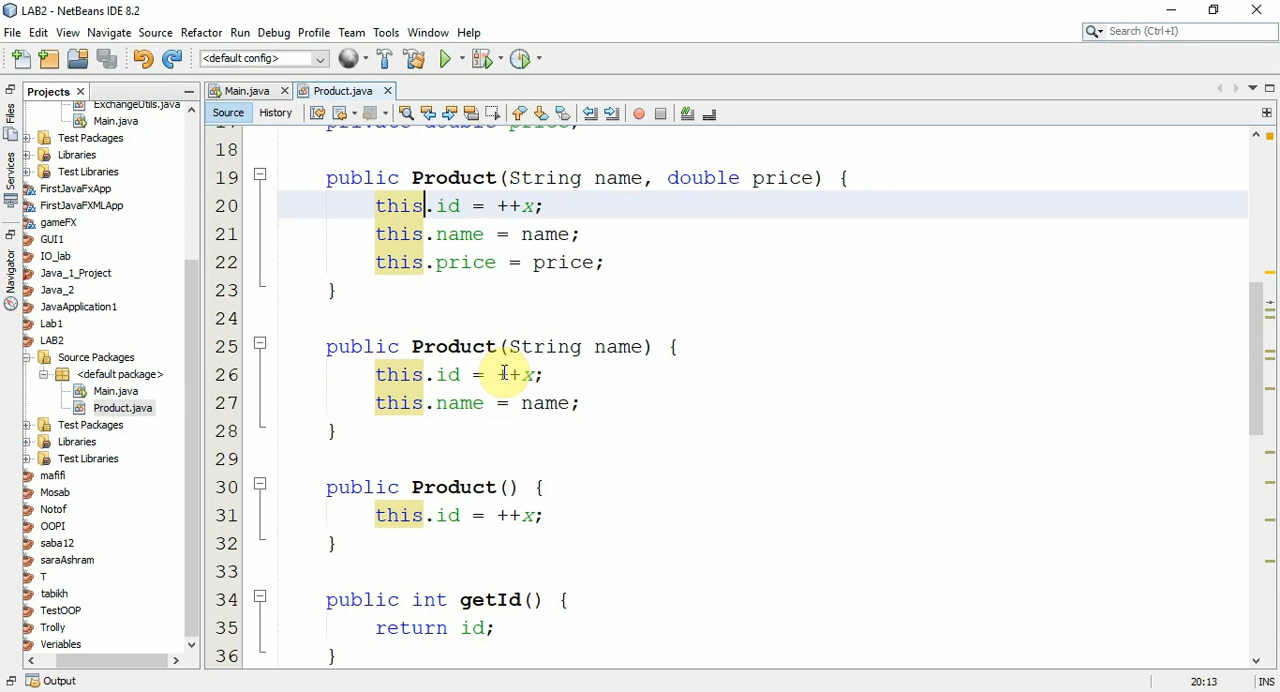 LAB2 - NetBeans IDE 8.2
File Edit View Navigate Source Refactor Run Debug Profile Team Tools Window Help
Search (Ctrl+I)
<default config>
Files
Services
Navigator
Projects
ExchangeUtils.java
Main.java
Test Packages
Libraries
Test Libraries
FirstJavaFxApp
FirstJavaFXMLApp
gameFX
GUI1
IO_lab
Java_1_Project
Java_2
JavaApplication1
Lab1
LAB2
Source Packages
<default package>
Main.java
Product.java
Test Packages
Libraries
Test Libraries
mafifi
Mosab
Notof
OOPI
saba12
saraAshram
T
tabikh
TestOOP
Trolly
Veriables
Main.java Product.java
Source History
17 private double price;
18
19 public Product(String name, double price) {
20 this.id = ++x;
21 this.name = name;
22 this.price = price;
23 }
24
25 public Product(String name) {
26 this.id = ++x;
27 this.name = name;
28 }
29
30 public Product() {
31 this.id = ++x;
32 }
33
34 public int getId() {
35 return id;
36 }
Output
20:13 INS